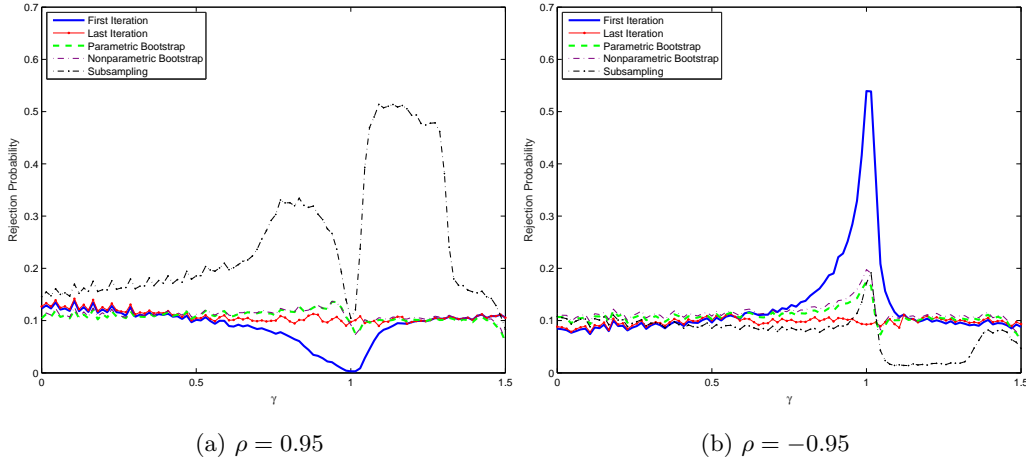 0.7
0.6
0.5
0.4
0.3
0.2
0.1
0
Rejection Probability
First Iteration
Last Iteration
Parametric Bootstrap
Nonparametric Bootstrap
Subsampling
0 0.5 1 1.5
γ
(a) ρ = 0.95
0.7
0.6
0.5
0.4
0.3
0.2
0.1
0
Rejection Probability
First Iteration
Last Iteration
Parametric Bootstrap
Nonparametric Bootstrap
Subsampling
0 0.5 1 1.5
γ
(b) ρ = −0.95